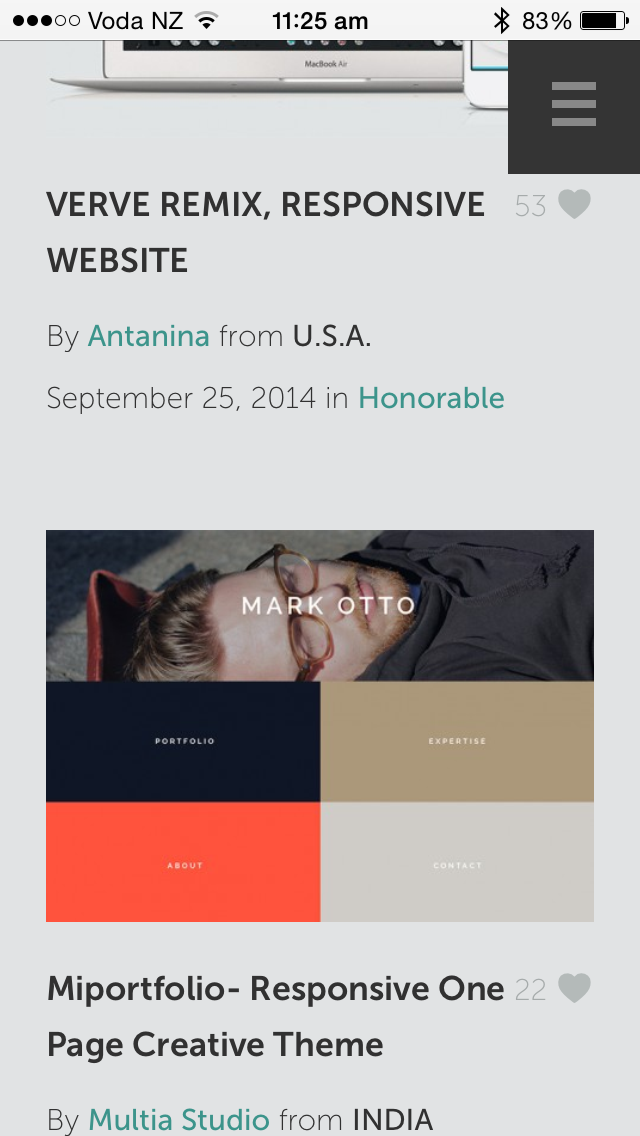 Voda NZ 11:25 am 83%
MacBook Air
VERVE REMIX, RESPONSIVE 53
WEBSITE
By Antanina from U.S.A.
September 25, 2014 in Honorable
MARK OTTO
PORTFOLIO EXPERTISE
ABOUT CONTACT
Miportfolio- Responsive One 22
Page Creative Theme
By Multia Studio from INDIA